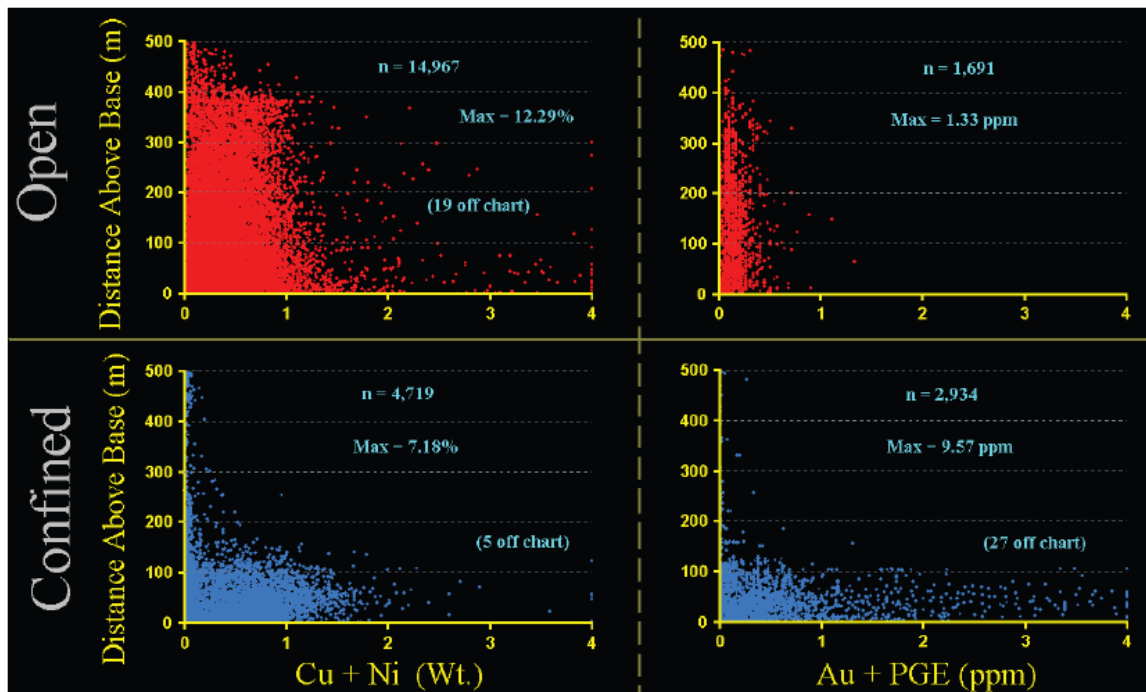 Open
Distance Above Base (m)
500
400
300
200
100
0
0 1 2 3 4
n = 14,967
Max = 12.29%
(19 off chart)
500
400
300
200
100
0
0 1 2 3 4
n = 1,691
Max = 1.33 ppm
Confined
Distance Above Base (m)
500
400
300
200
100
0
0 1 2 3 4
n = 4,719
Max = 7.18%
(5 off chart)
Cu + Ni (Wt.)
500
400
300
200
100
0
0 1 2 3 4
n = 2,934
Max = 9.57 ppm
(27 off chart)
Au + PGE (ppm)